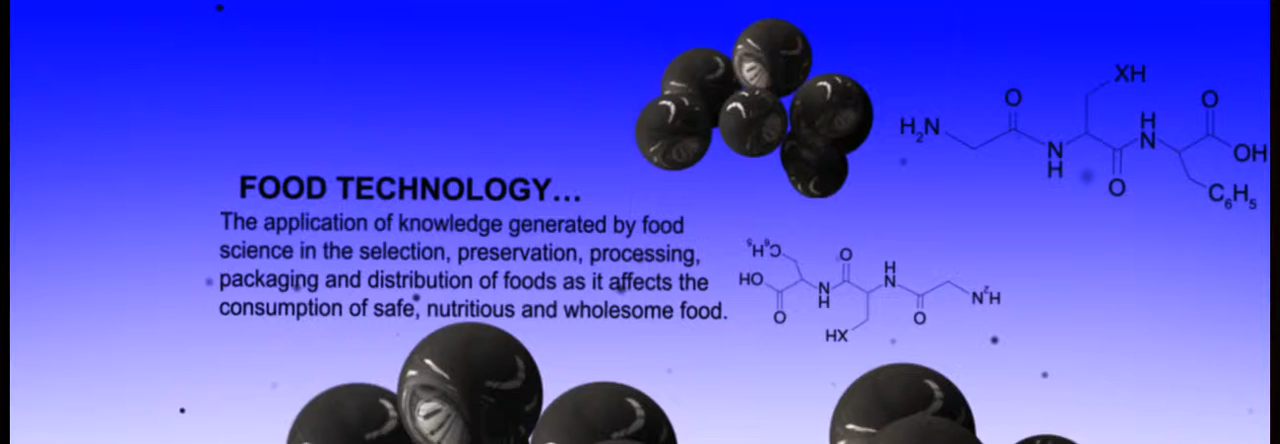 FOOD TECHNOLOGY...
The application of knowledge generated by food
science in the selection, preservation, processing,
packaging and distribution of foods as it affects the
consumption of safe, nutritious and wholesome food.
XH
O
O
H₂N
H
N
N
H
OH
O
C₆H₅
C₆H₅
O
H
N
HO
N
H
N²H
O
O
HX